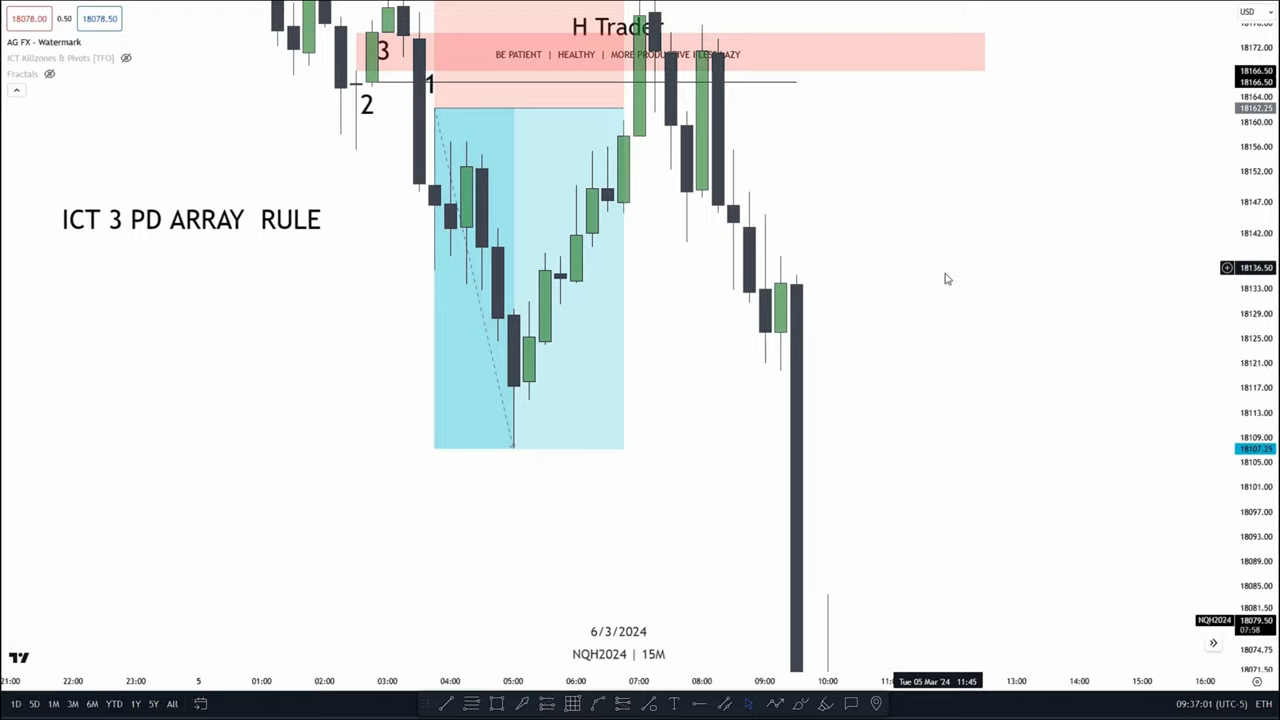 18078.00 0.50 18078.50
AG FX - Watermark
ICT Killzones & Pivots [TFO]
Fractals
H Trader
BE PATIENT | HEALTHY | MORE PRODUCTIVE | LESS LAZY
3
1
2
ICT 3 PD ARRAY RULE
6/3/2024
NQH2024 | 15M
USD
18176.00
18172.00
18166.50
18166.50
18164.00
18162.25
18160.00
18156.00
18152.00
18147.00
18142.00
18136.50
18133.00
18129.00
18125.00
18121.00
18117.00
18113.00
18109.00
18107.25
18105.00
18101.00
18097.00
18093.00
18089.00
18085.00
18081.50
NQH2024 18079.50
07:58
18074.75
18071.50
21:00 22:00 23:00 5 01:00 02:00 03:00 04:00 05:00 06:00 07:00 08:00 09:00 10:00 Tue 05 Mar '24 11:45 13:00 14:00 15:00 16:00
1D 5D 1M 3M 6M YTD 1Y 5Y All
09:37:01 (UTC-5) ETH